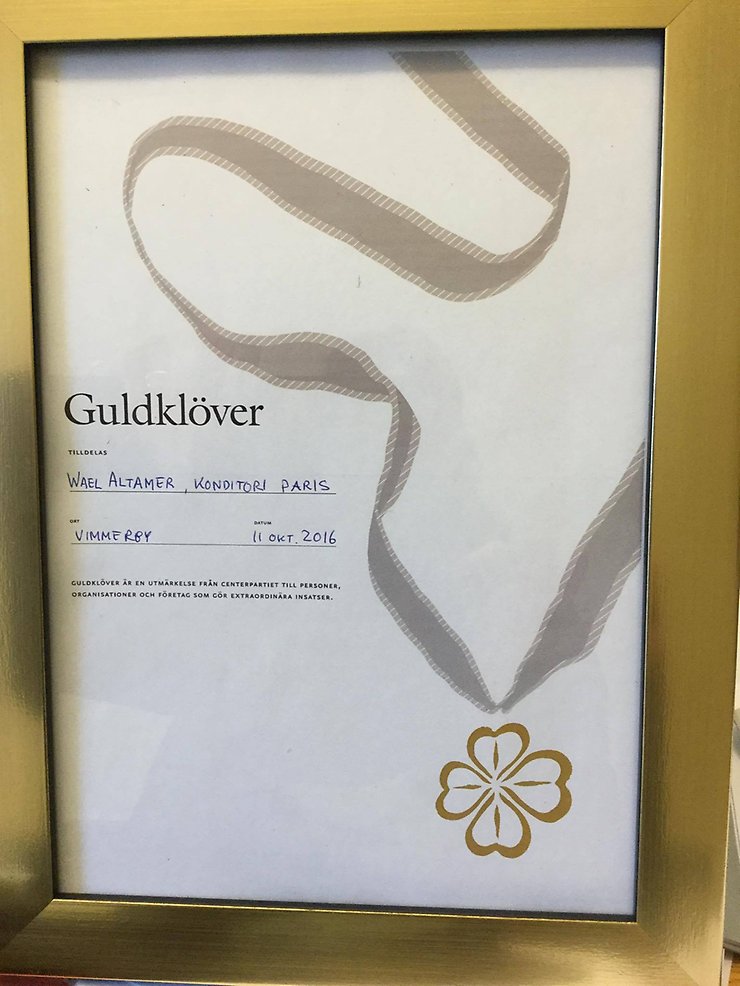 Guldklöver
TILLDELAS
WAEL ALTAMER, KONDITORI PARIS
ORT DATUM
VIMMERBY 11 OKT. 2016
GULDKLÖVER ÄR EN UTMÄRKELSE FRÅN CENTERPARTIET TILL PERSONER,
ORGANISATIONER OCH FÖRETAG SOM GÖR EXTRAORDINÄRA INSATSER.